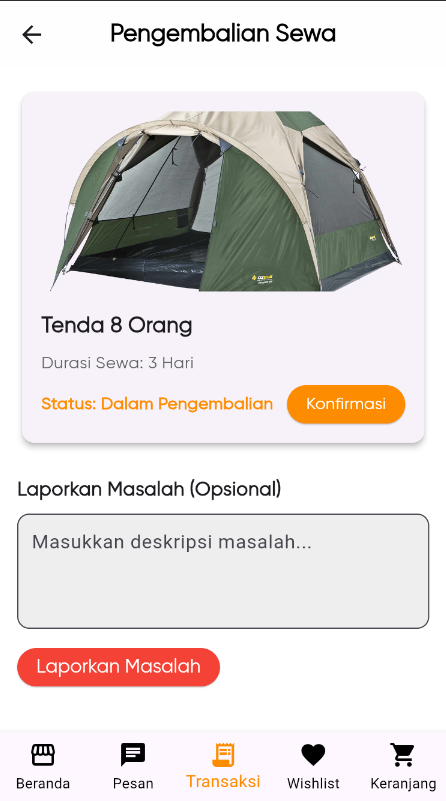 Pengembalian Sewa
Tenda 8 Orang
Durasi Sewa: 3 Hari
Status: Dalam Pengembalian
Konfirmasi
Laporkan Masalah (Opsional)
Masukkan deskripsi masalah...
Laporkan Masalah
Beranda
Pesan
Transaksi
Wishlist
Keranjang